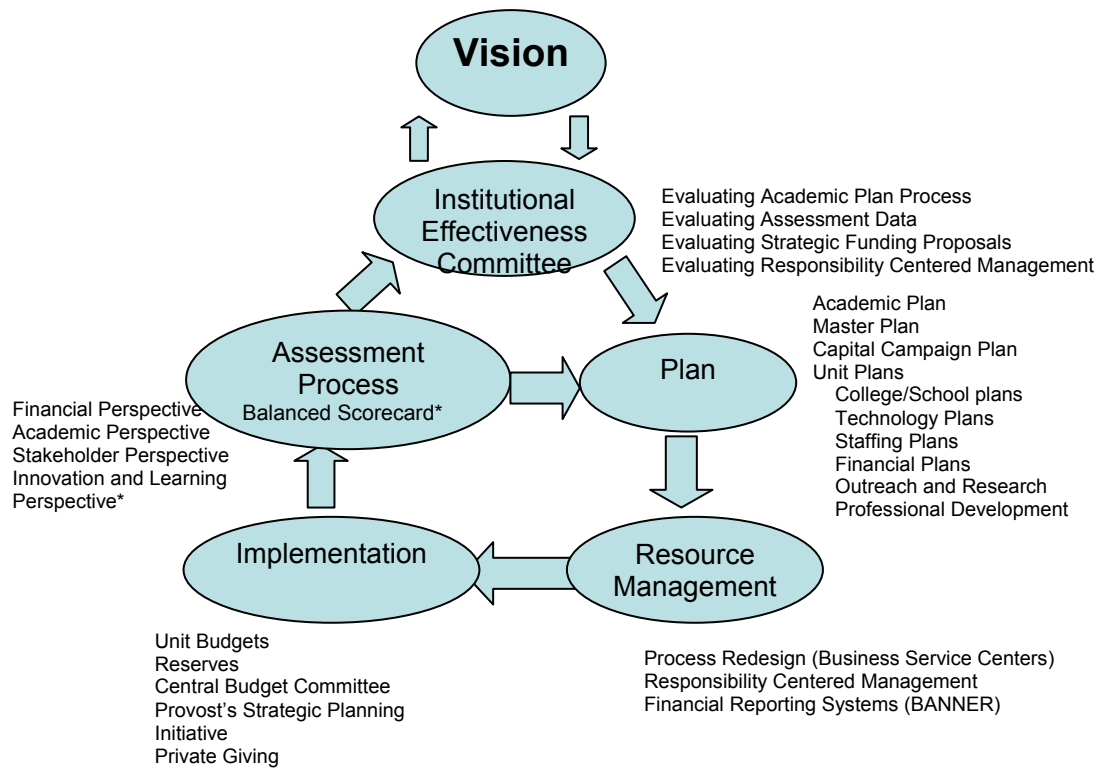 Vision
Institutional
Effectiveness
Committee
Evaluating Academic Plan Process
Evaluating Assessment Data
Evaluating Strategic Funding Proposals
Evaluating Responsibility Centered Management
Assessment
Process
Balanced Scorecard*
Plan
Academic Plan
Master Plan
Capital Campaign Plan
Unit Plans
College/School plans
Technology Plans
Staffing Plans
Financial Plans
Outreach and Research
Professional Development
Financial Perspective
Academic Perspective
Stakeholder Perspective
Innovation and Learning
Perspective*
Implementation
Resource
Management
Unit Budgets
Reserves
Central Budget Committee
Provost's Strategic Planning
Initiative
Private Giving
Process Redesign (Business Service Centers)
Responsibility Centered Management
Financial Reporting Systems (BANNER)